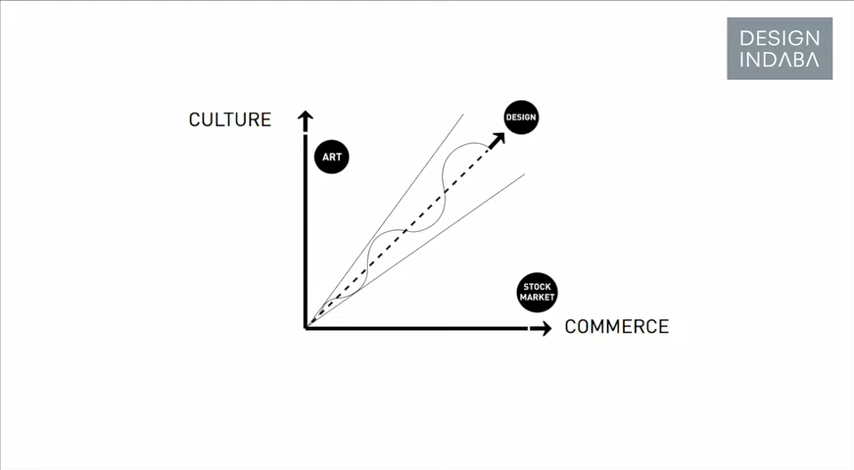 DESIGN
INDABA
CULTURE
ART
DESIGN
STOCK
MARKET
COMMERCE